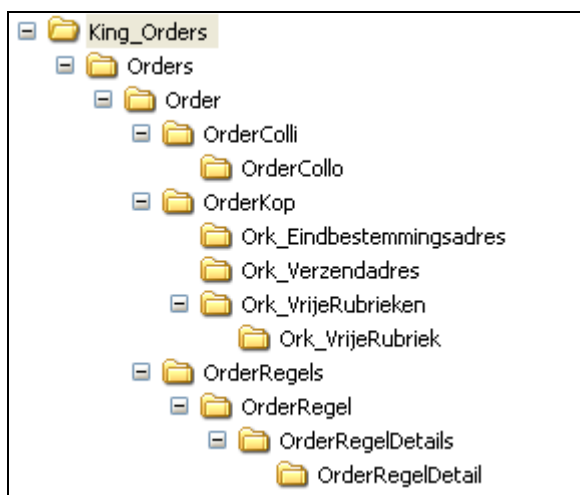 King_Orders
Orders
Order
OrderColli
OrderCollo
OrderKop
Ork_Eindbestemmingsadres
Ork_Verzendadres
Ork_VrijeRubrieken
Ork_VrijeRubriek
OrderRegels
OrderRegel
OrderRegelDetails
OrderRegelDetail